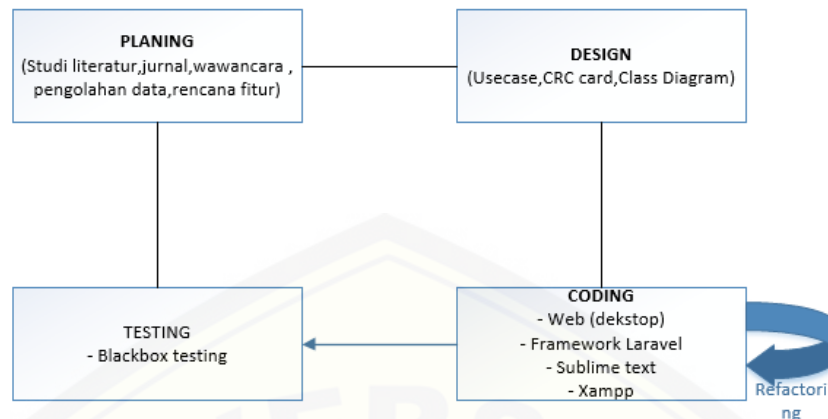 PLANING
(Studi literatur,jurnal,wawancara ,
pengolahan data,rencana fitur)
DESIGN
(Usecase,CRC card,Class Diagram)
TESTING
- Blackbox testing
CODING
- Web (dekstop)
- Framework Laravel
- Sublime text
- Xampp
Refactori
ng